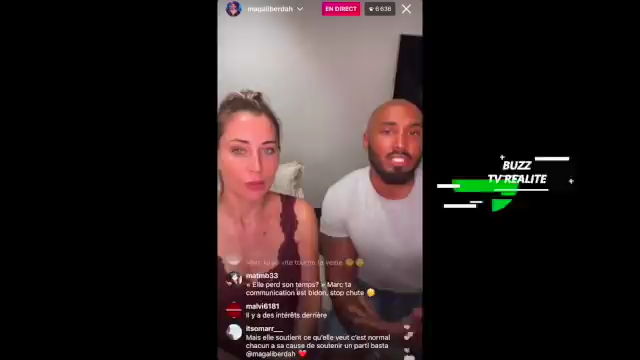 magaliberdah
EN DIRECT
6 636
BUZZ
TV REALITE
matmb33
« Elle perd son temps? » Marc ta
communication est bidon, stop chute
malvi6181
Il y a des intérêts derrière
itsomarr___
Mais elle soutient ce qu'elle veut c'est normal
chacun a sa cause de soutenir un parti basta
@magaliberdah